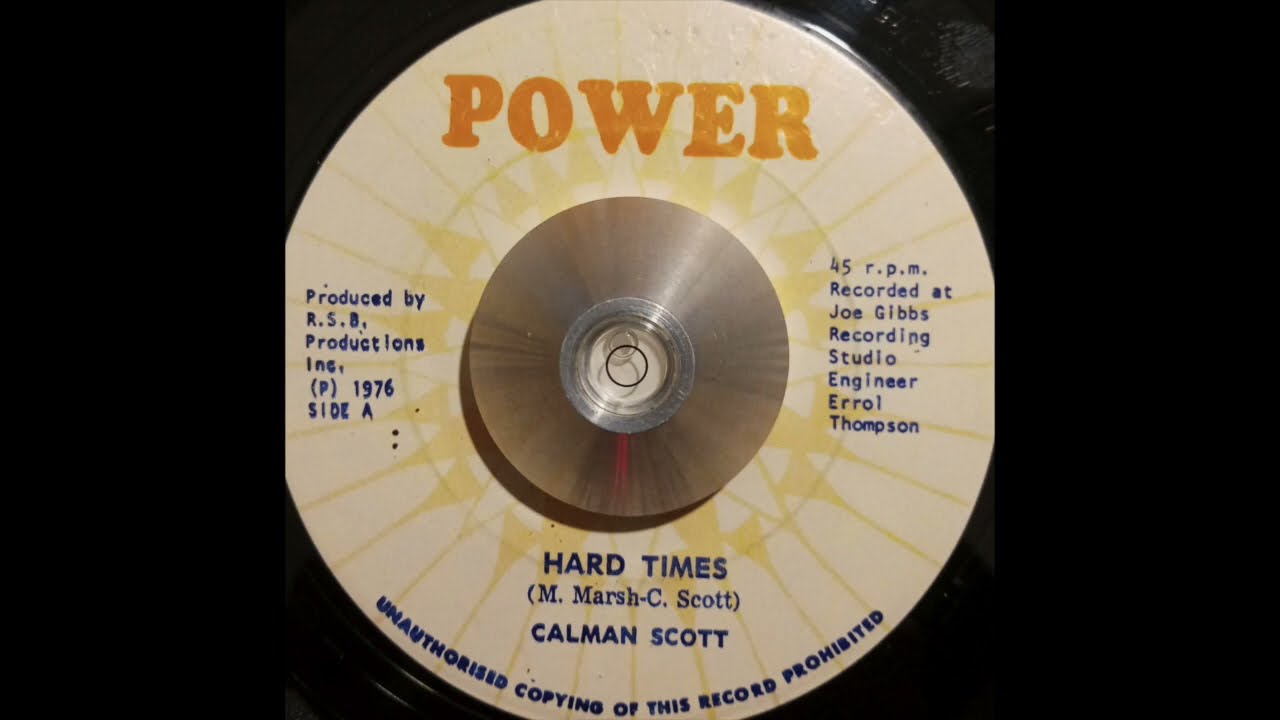 POWER
Produced by
R.S.B.
Productions
Inc.
(P) 1976
SIDE A
45 r.p.m.
Recorded at
Joe Gibbs
Recording
Studio
Engineer
Errol
Thompson
HARD TIMES
(M. Marsh-C. Scott)
CALMAN SCOTT
UNAUTHORISED COPYING OF THIS RECORD PROHIBITED